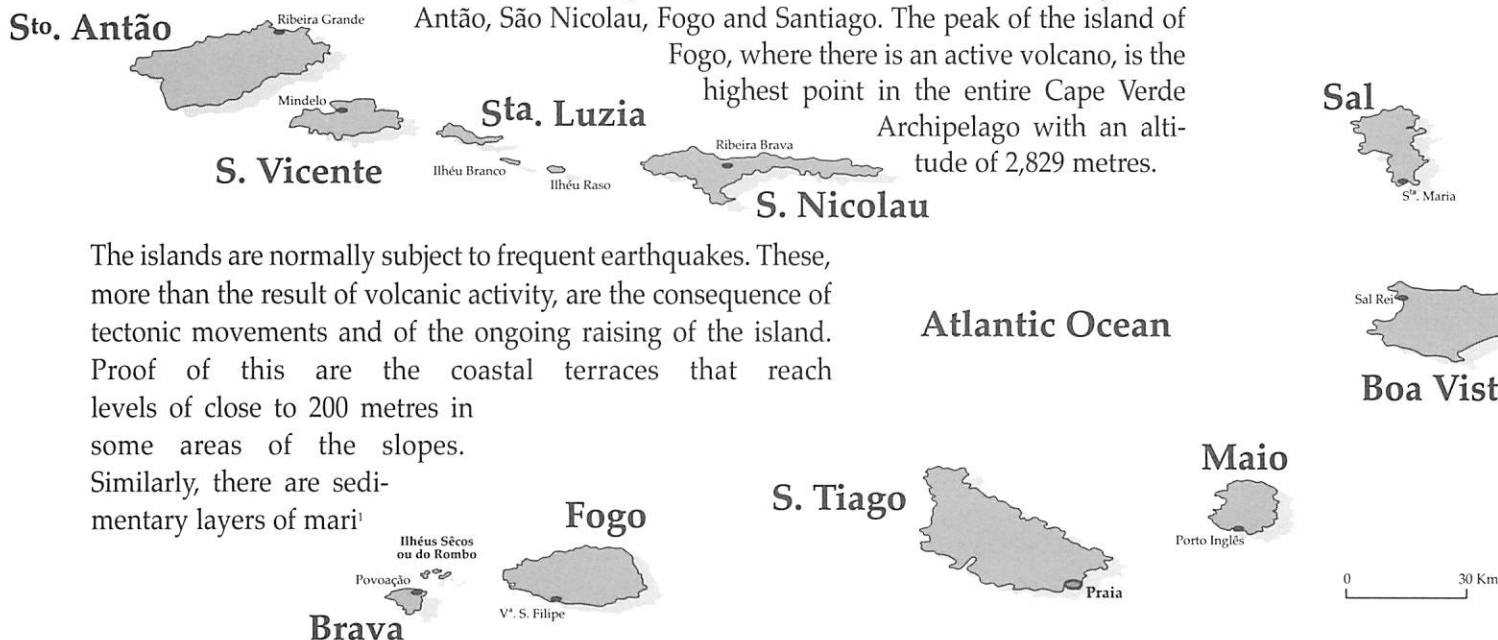 Antão, São Nicolau, Fogo and Santiago. The peak of the island of
Fogo, where there is an active volcano, is the
highest point in the entire Cape Verde
Archipelago with an alti-
tude of 2,829 metres.
Sto. Antão
Ribeira Grande
Mindelo
S. Vicente
Sta. Luzia
Ilhéu Branco
Ilhéu Raso
Ribeira Brava
S. Nicolau
Sal
Sta. Maria
The islands are normally subject to frequent earthquakes. These,
more than the result of volcanic activity, are the consequence of
tectonic movements and of the ongoing raising of the island.
Proof of this are the coastal terraces that reach
levels of close to 200 metres in
some areas of the slopes.
Similarly, there are sedi-
mentary layers of mari¹
Atlantic Ocean
Sal Rei
Boa Vist
Maio
Porto Inglês
S. Tiago
Praia
Fogo
Vª. S. Filipe
Ilhéus Sêcos
ou do Rombo
Povoação
Brava
0 30 Km